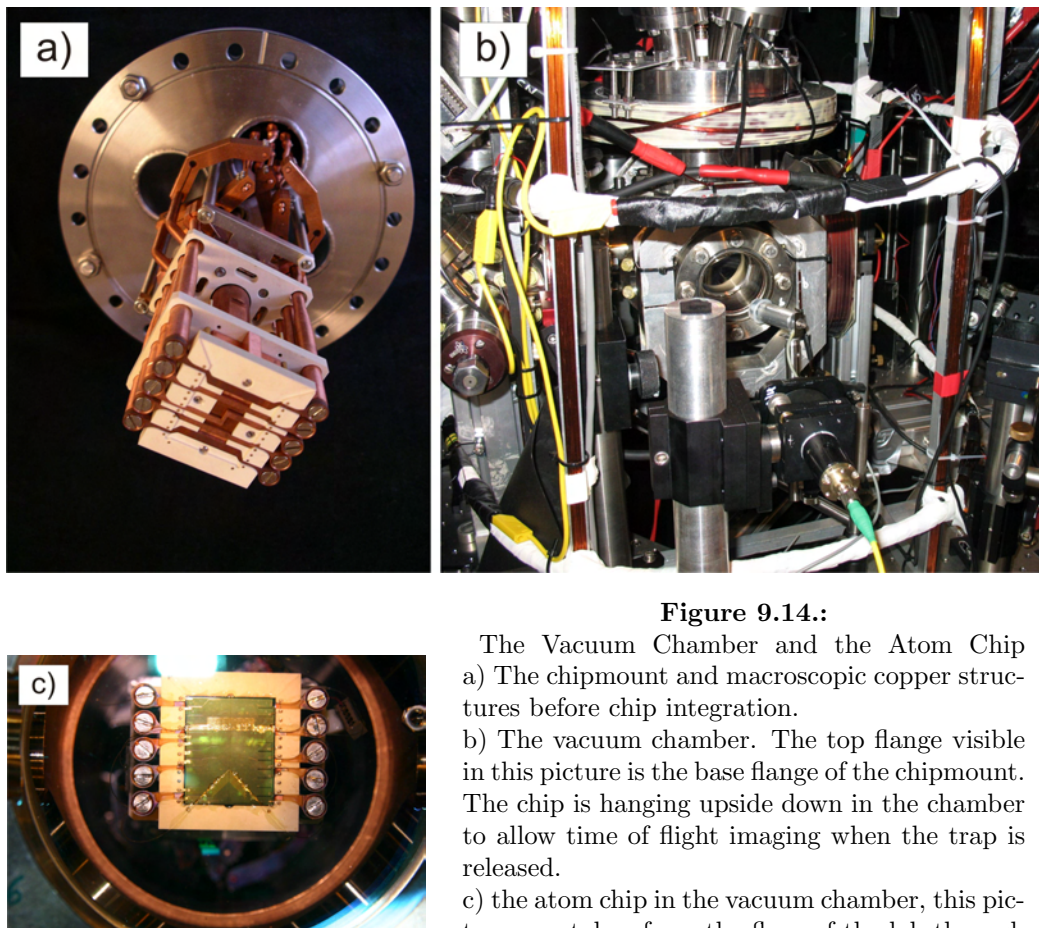 a)
b)
c)
Figure 9.14.:
The Vacuum Chamber and the Atom Chip
a) The chipmount and macroscopic copper struc-
tures before chip integration.
b) The vacuum chamber. The top flange visible
in this picture is the base flange of the chipmount.
The chip is hanging upside down in the chamber
to allow time of flight imaging when the trap is
released.
c) the atom chip in the vacuum chamber, this pic-